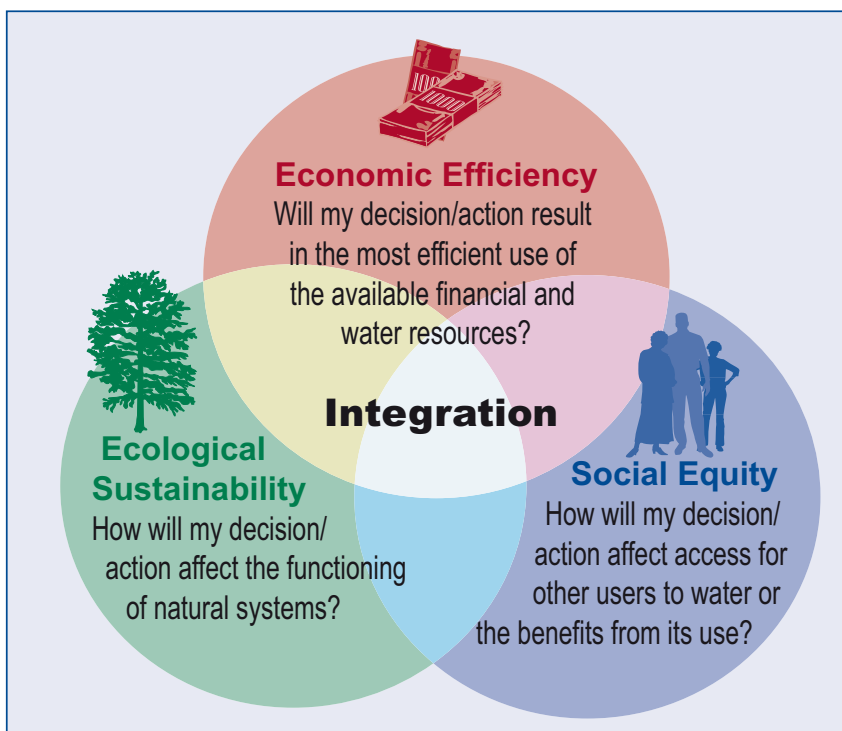 100
1000
Economic Efficiency
Will my decision/action result
in the most efficient use of
the available financial and
water resources?
Integration
Ecological
Sustainability
How will my decision/
action affect the functioning
of natural systems?
Social Equity
How will my decision/
action affect access for
other users to water or
the benefits from its use?